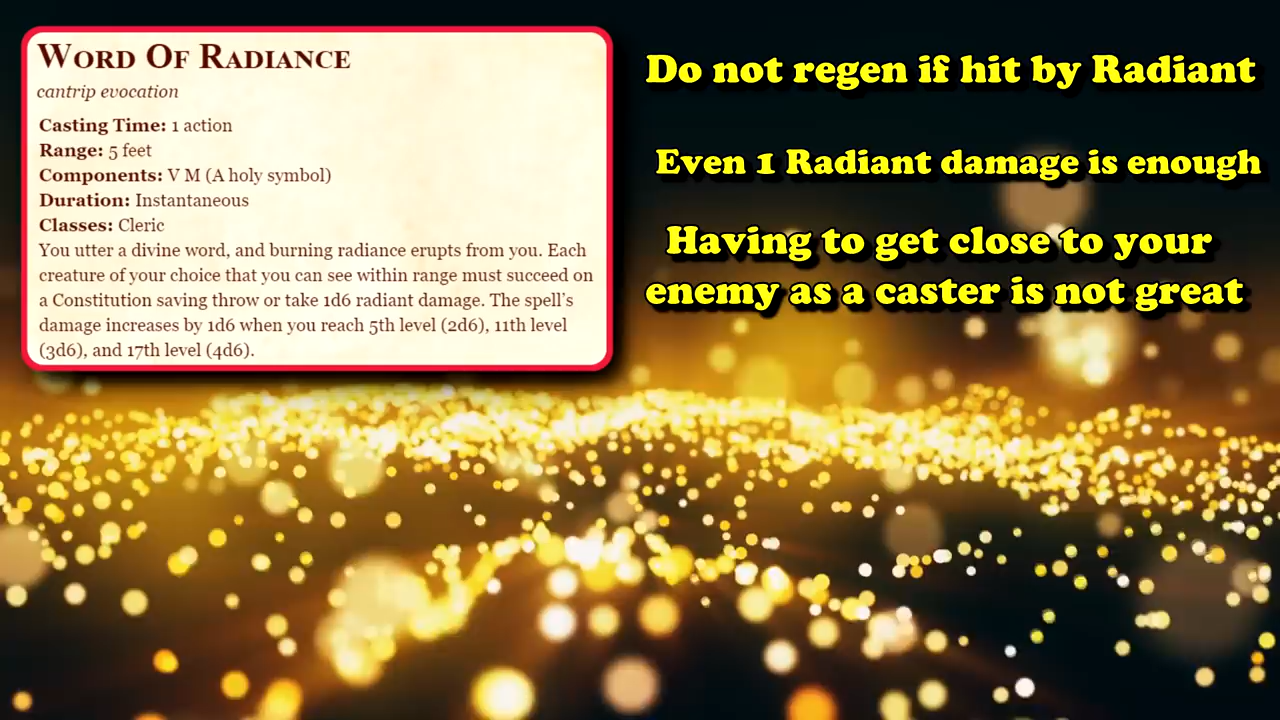 Word Of Radiance
cantrip evocation
Casting Time: 1 action
Range: 5 feet
Components: V M (A holy symbol)
Duration: Instantaneous
Classes: Cleric
You utter a divine word, and burning radiance erupts from you. Each
creature of your choice that you can see within range must succeed on
a Constitution saving throw or take 1d6 radiant damage. The spell's
damage increases by 1d6 when you reach 5th level (2d6), 11th level
(3d6), and 17th level (4d6).
Do not regen if hit by Radiant
Even 1 Radiant damage is enough
Having to get close to your
enemy as a caster is not great